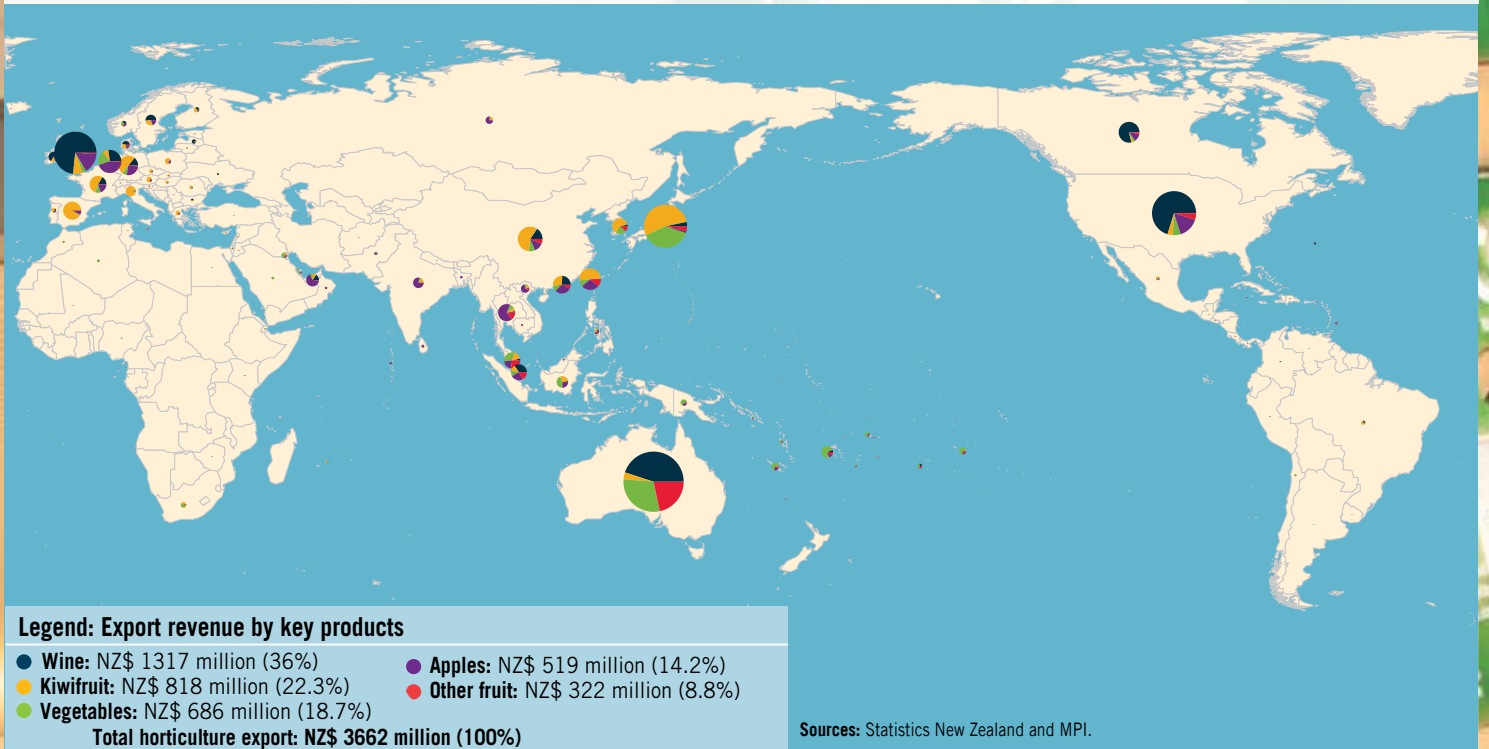 Legend: Export revenue by key products
Wine: NZ$ 1317 million (36%)
Kiwifruit: NZ$ 818 million (22.3%)
Vegetables: NZ$ 686 million (18.7%)
Apples: NZ$ 519 million (14.2%)
Other fruit: NZ$ 322 million (8.8%)
Total horticulture export: NZ$ 3662 million (100%)
Sources: Statistics New Zealand and MPI.